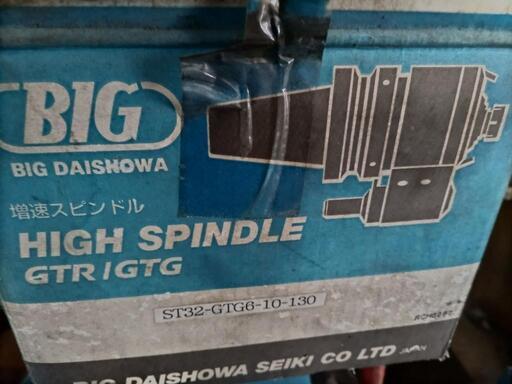 BIG
BIG DAISHOWA
増速スピンドル
HIGH SPINDLE
GTR/GTG
ST32-GTG6-10-130
BIG DAISHOWA SEIKI CO LTD JAPAN